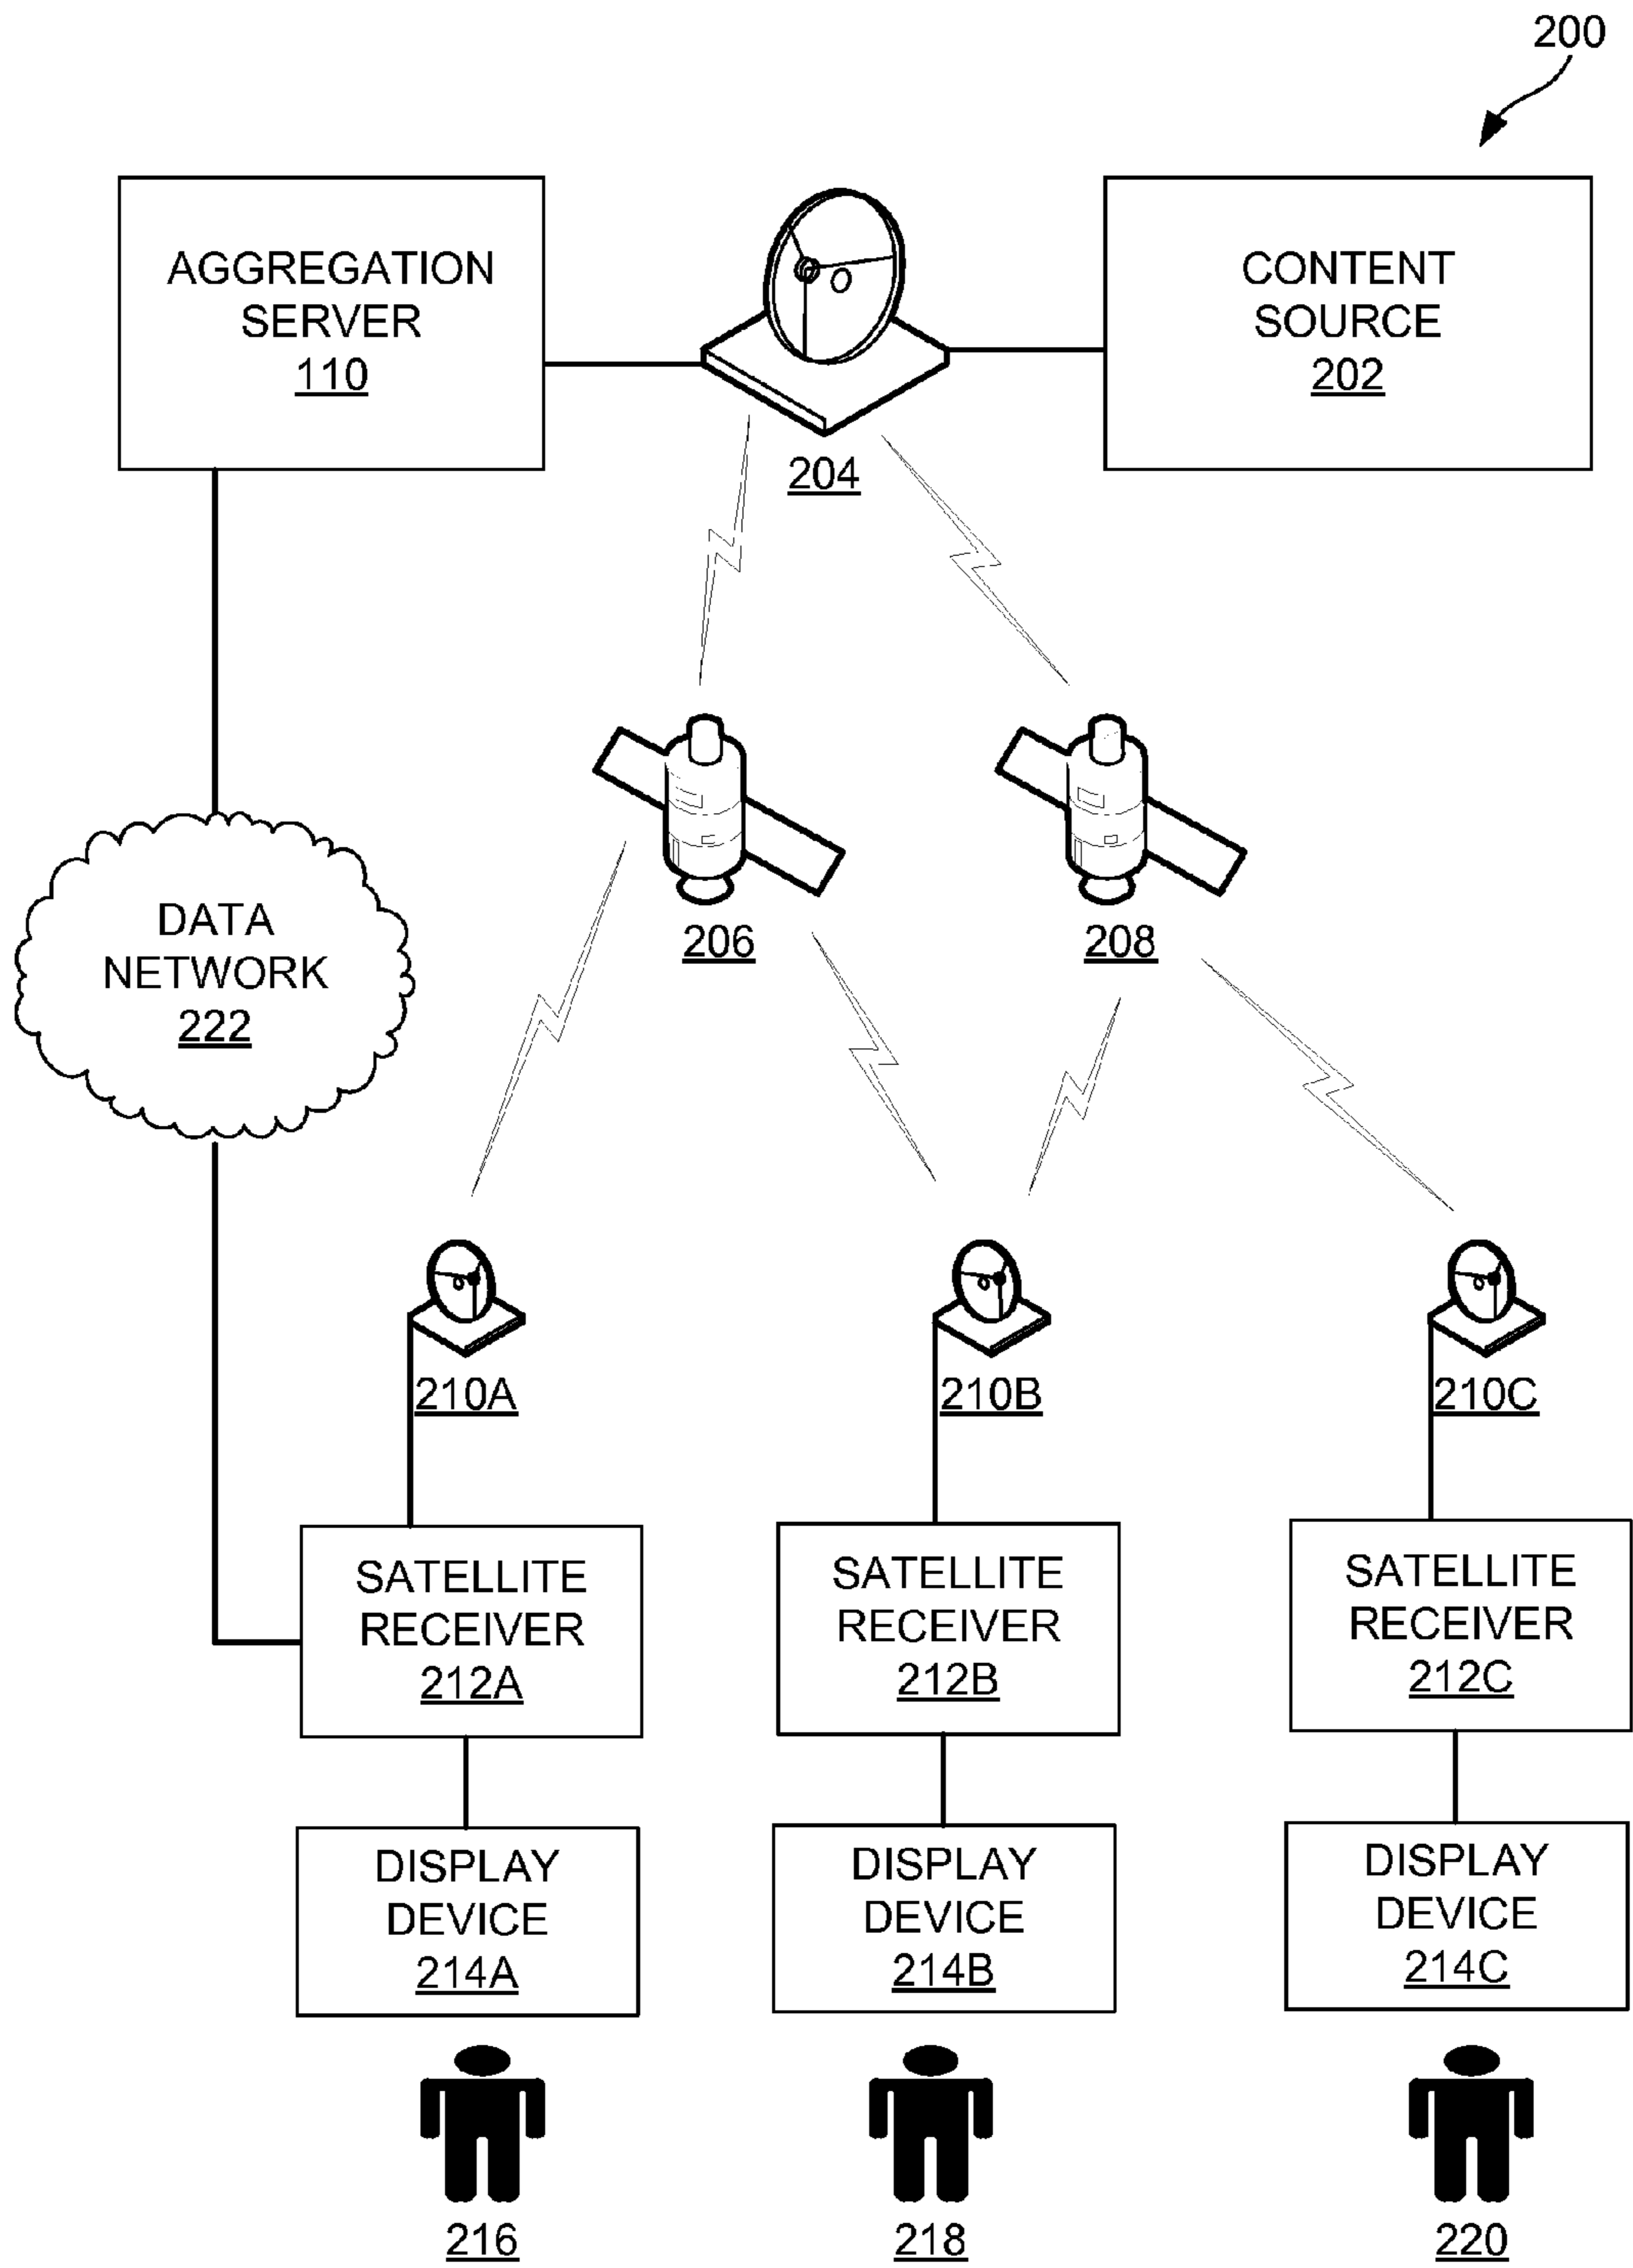 200
AGGREGATION
SERVER
110
CONTENT
SOURCE
202
204
206
208
DATA
NETWORK
222
210A
210B
210C
SATELLITE
RECEIVER
212A
SATELLITE
RECEIVER
212B
SATELLITE
RECEIVER
212C
DISPLAY
DEVICE
214A
DISPLAY
DEVICE
214B
DISPLAY
DEVICE
214C
216
218
220